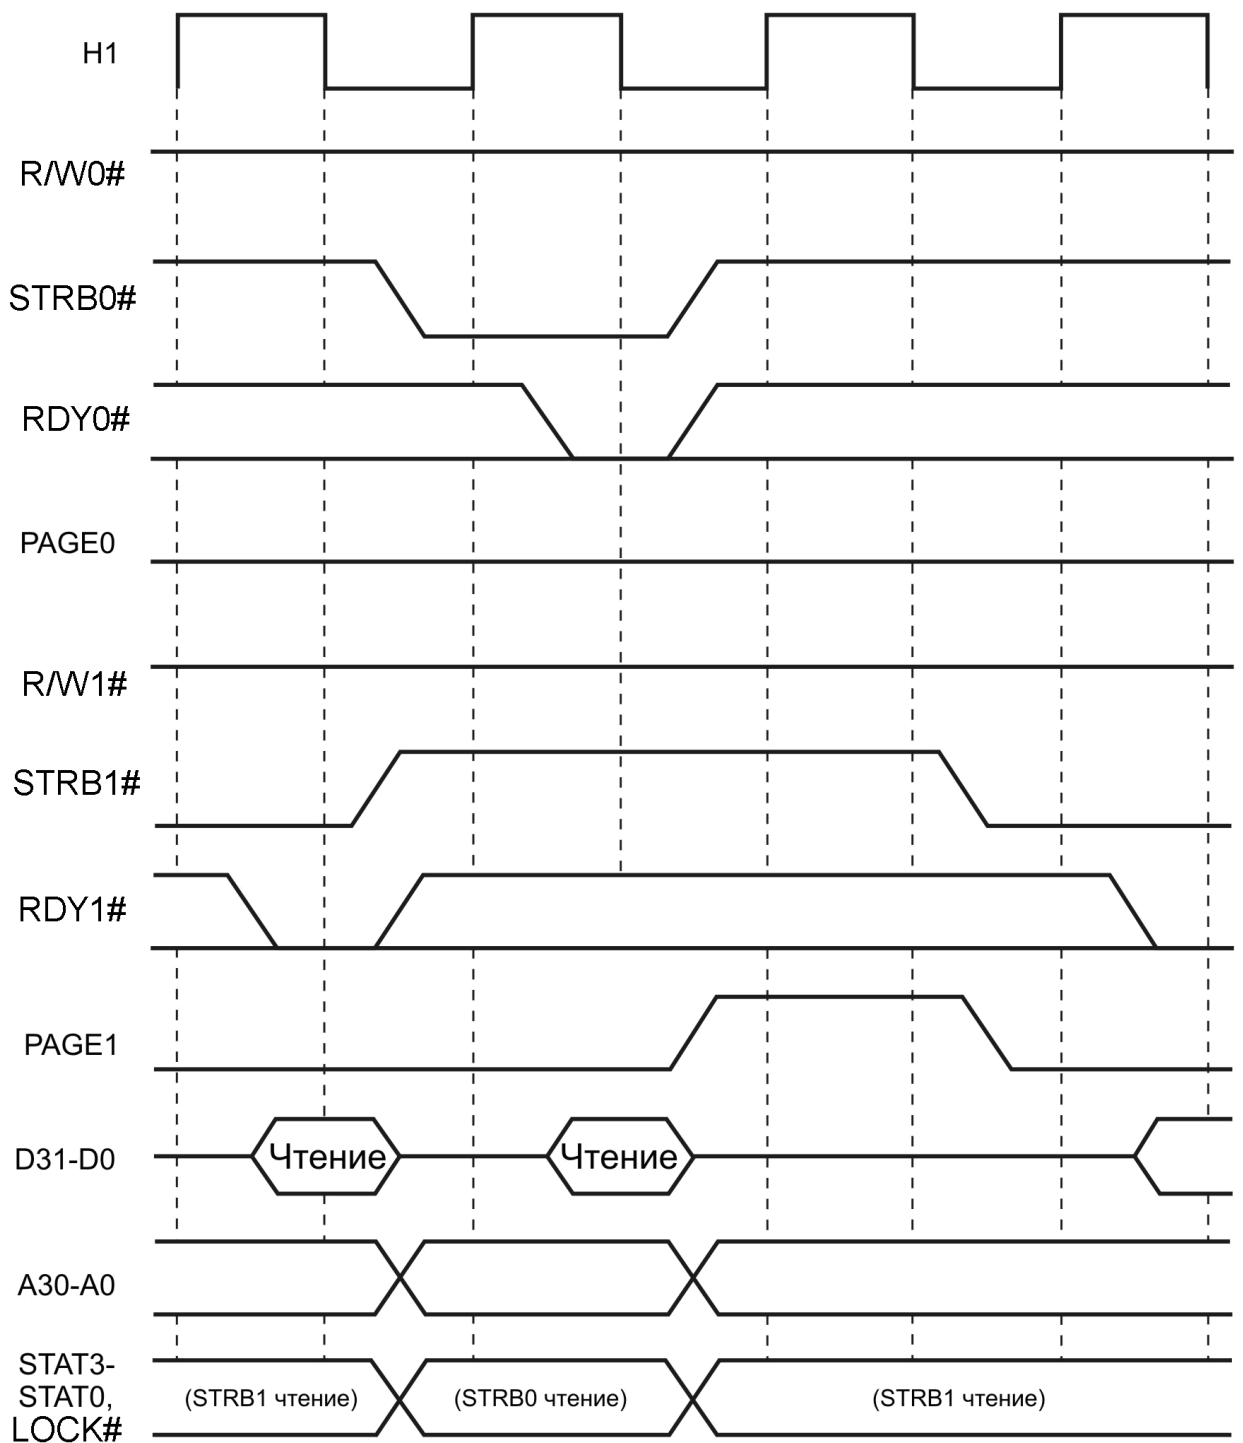 H1
R/W0#
STRB0#
RDY0#
PAGE0
R/W1#
STRB1#
RDY1#
PAGE1
D31-D0
Чтение
Чтение
A30-A0
STAT3-
STAT0,
LOCK#
(STRB1 чтение)
(STRB0 чтение)
(STRB1 чтение)